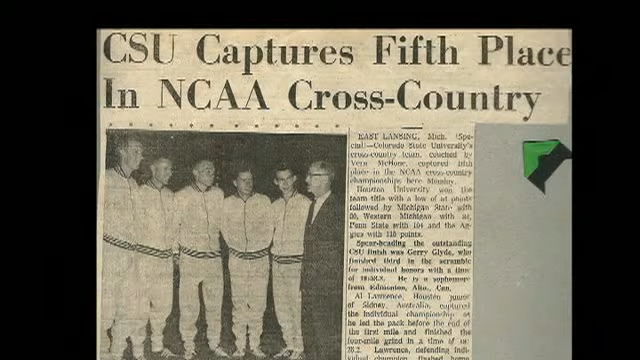 CSU Captures Fifth Place
In NCAA Cross-Country
EAST LANSING, Mich. (Spe-
cial)—Colorado State University's
cross-country team, coached by
Vern McHone, captured fifth
place in the NCAA cross-country
championships here Monday.
Houston University won the
team title with a low of points
followed by Michigan State with
Western Michigan with
Penn State with 104 and the Ag-
gies with points.
Spear-heading the outstanding
CSU finish was Gerry Glyde, who
finished third in the scramble
for individual honors with a time
of He is a sophomore
from Edmonton, Can.
Al Lawrence, Houston junior
of Sidney, Australia captured
the individual championship as
he led the pack before the end of
the first mile and finished the
four-mile grind in a time of
Lawrence, defending indi-